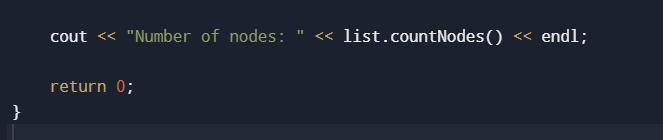 cout << "Number of nodes: " << list.countNodes() << endl;
return 0;
}